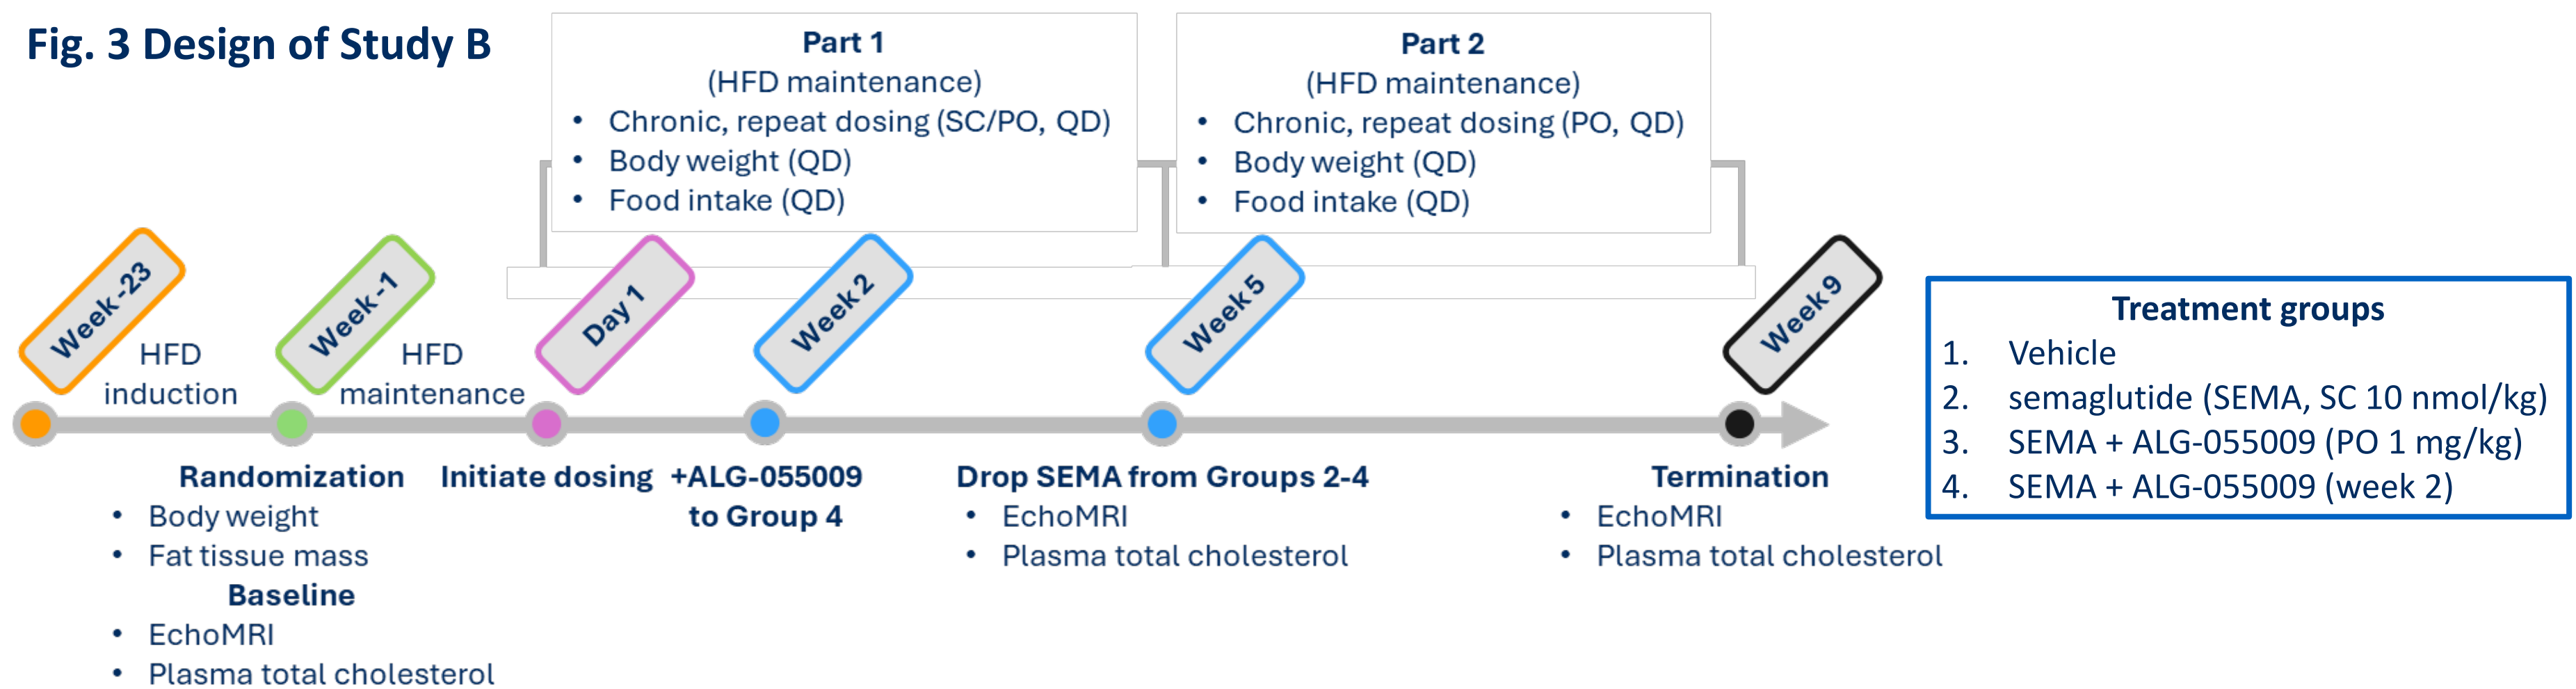 Fig. 3 Design of Study B
Part 1
(HFD maintenance)
• Chronic, repeat dosing (SC/PO, QD)
• Body weight (QD)
• Food intake (QD)
Part 2
(HFD maintenance)
• Chronic, repeat dosing (PO, QD)
• Body weight (QD)
• Food intake (QD)
Week -23
HFD
induction
Week -1
HFD
maintenance
Day 1
Week 2
Week 5
Week 9
Randomization
• Body weight
• Fat tissue mass
Baseline
• EchoMRI
• Plasma total cholesterol
Initiate dosing
+ALG-055009
to Group 4
Drop SEMA from Groups 2-4
• EchoMRI
• Plasma total cholesterol
Termination
• EchoMRI
• Plasma total cholesterol
Treatment groups
1. Vehicle
2. semaglutide (SEMA, SC 10 nmol/kg)
3. SEMA + ALG-055009 (PO 1 mg/kg)
4. SEMA + ALG-055009 (week 2)